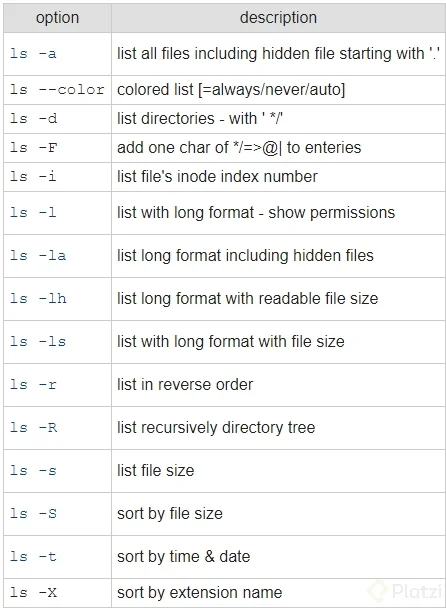 option description
ls -a list all files including hidden file starting with '.'
ls --color colored list [=always/never/auto]
ls -d list directories - with ' */'
ls -F add one char of */=>@| to enteries
ls -i list file's inode index number
ls -l list with long format - show permissions
ls -la list long format including hidden files
ls -lh list long format with readable file size
ls -ls list with long format with file size
ls -r list in reverse order
ls -R list recursively directory tree
ls -s list file size
ls -S sort by file size
ls -t sort by time & date
ls -X sort by extension name
Platzi